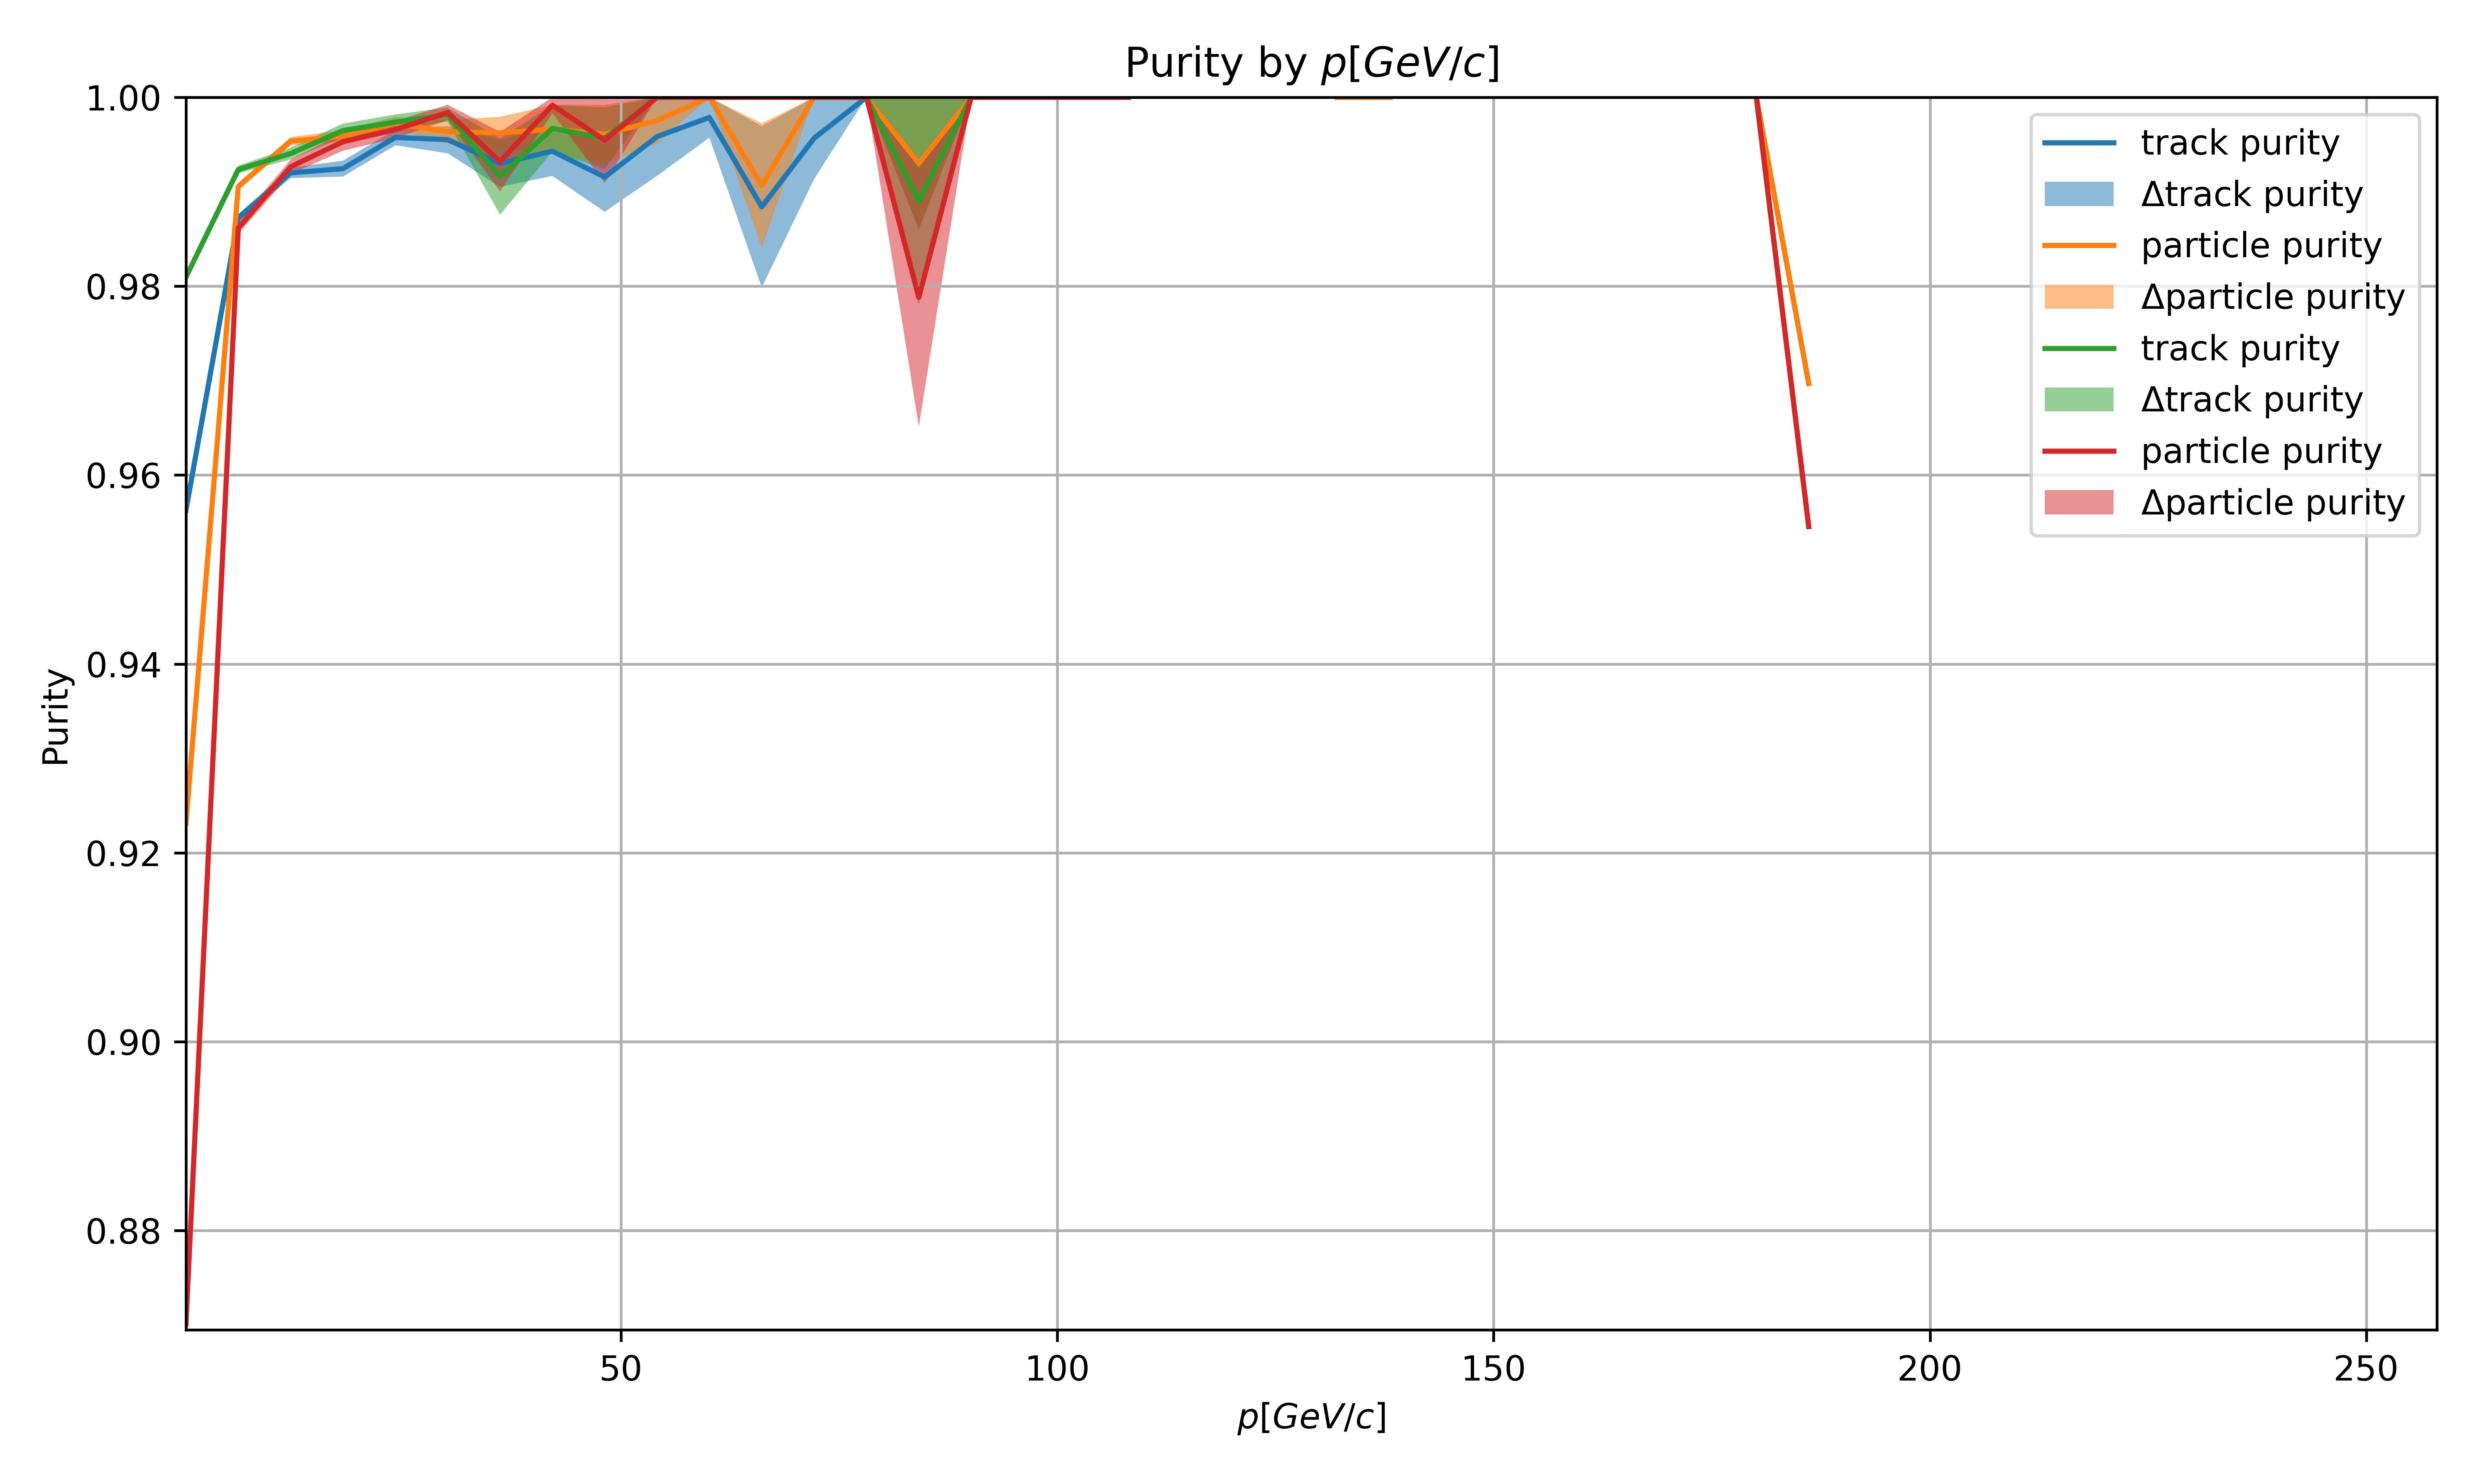 Purity by p[GeV/c]
1.00
0.98
0.96
0.94
0.92
0.90
0.88
Purity
50
100
150
200
250
p[GeV/c]
track purity
Δtrack purity
particle purity
Δparticle purity
track purity
Δtrack purity
particle purity
Δparticle purity